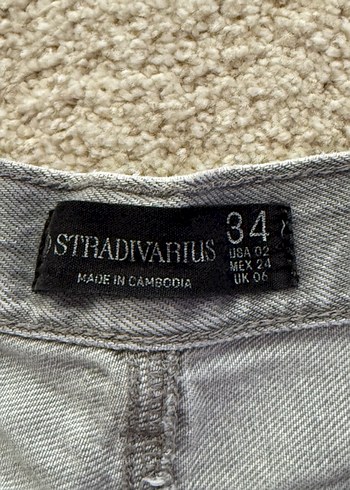 STRADIVARIUS
MADE IN CAMBODIA
34
USA 02
MEX 24
UK 06